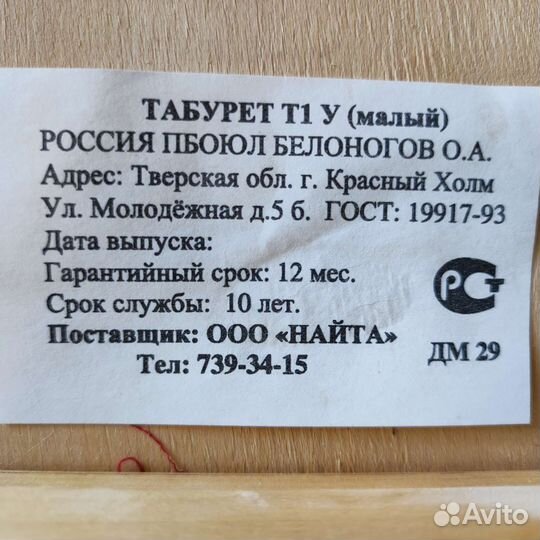 ТАБУРЕТ Т1 У (малый)
РОССИЯ ПБОЮЛ БЕЛОНОГОВ О.А.
Адрес: Тверская обл. г. Красный Холм
Ул. Молодёжная д.5 б. ГОСТ: 19917-93
Дата выпуска:
Гарантийный срок: 12 мес.
Срок службы: 10 лет.
Поставщик: ООО «НАЙТА»
Тел: 739-34-15
РСТ
ДМ 29
Avito